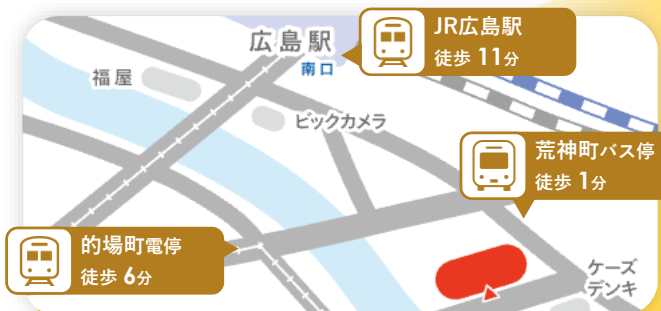 JR広島駅
徒歩 11分
広島駅
南口
福屋
ビックカメラ
荒神町バス停
徒歩 1分
的場町電停
徒歩 6分
ケーズ
デンキ